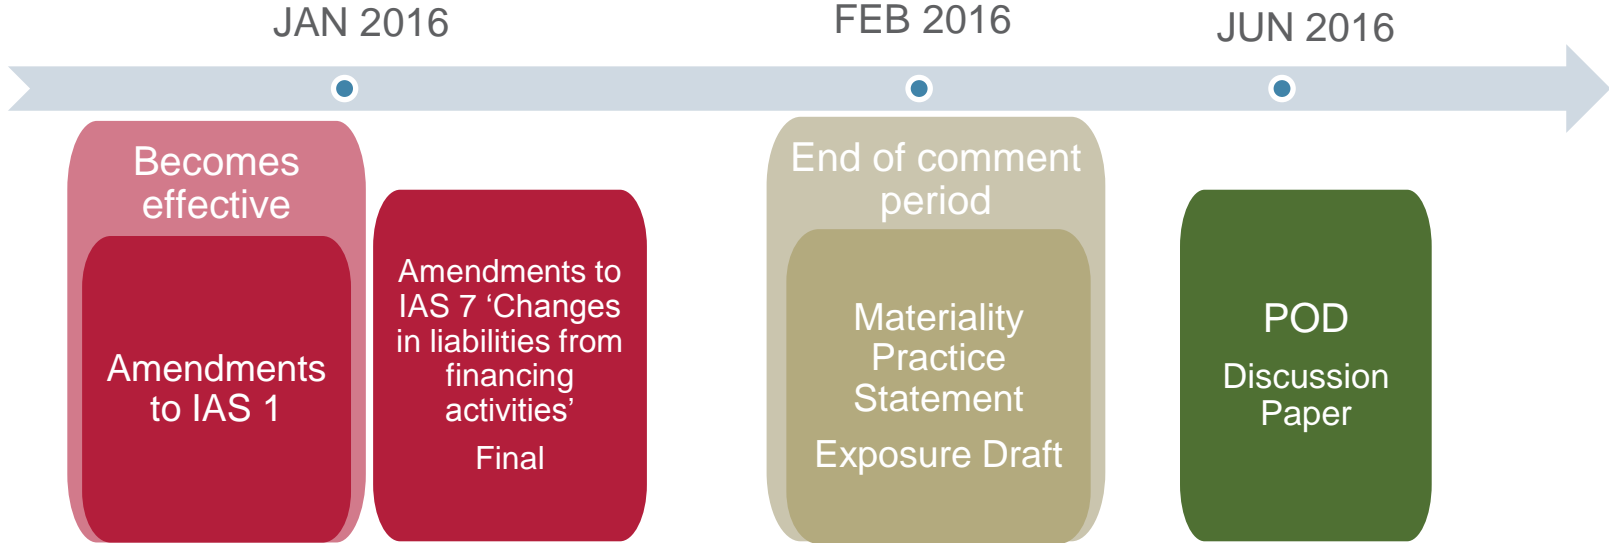 JAN 2016
FEB 2016
JUN 2016
Becomes
effective
Amendments
to IAS 1
Amendments to
IAS 7 ‘Changes
in liabilities from
financing
activities’
Final
End of comment
period
Materiality
Practice
Statement
Exposure Draft
POD
Discussion
Paper